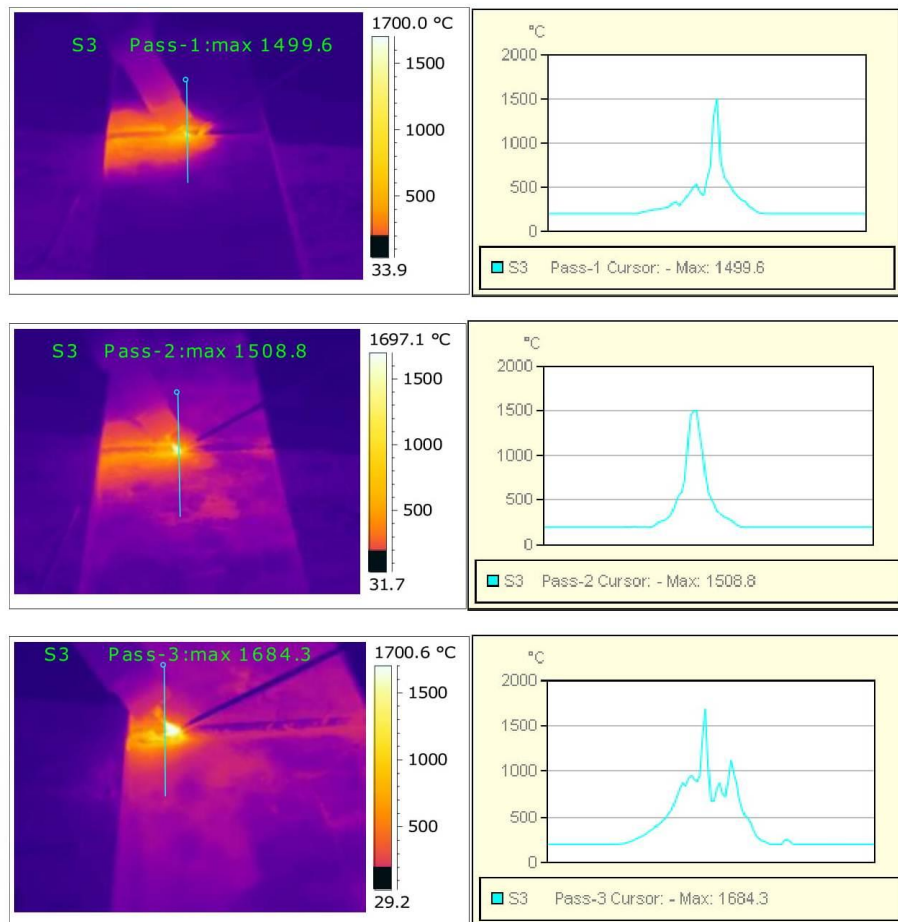 S3 Pass-1:max 1499.6
1700.0 °C
1500
1000
500
33.9
°C
2000
1500
1000
500
0
S3 Pass-1 Cursor: - Max: 1499.6
S3 Pass-2:max 1508.8
1697.1 °C
1500
1000
500
31.7
°C
2000
1500
1000
500
0
S3 Pass-2 Cursor: - Max: 1508.8
S3 Pass-3:max 1684.3
1700.6 °C
1500
1000
500
29.2
°C
2000
1500
1000
500
0
S3 Pass-3 Cursor: - Max: 1684.3